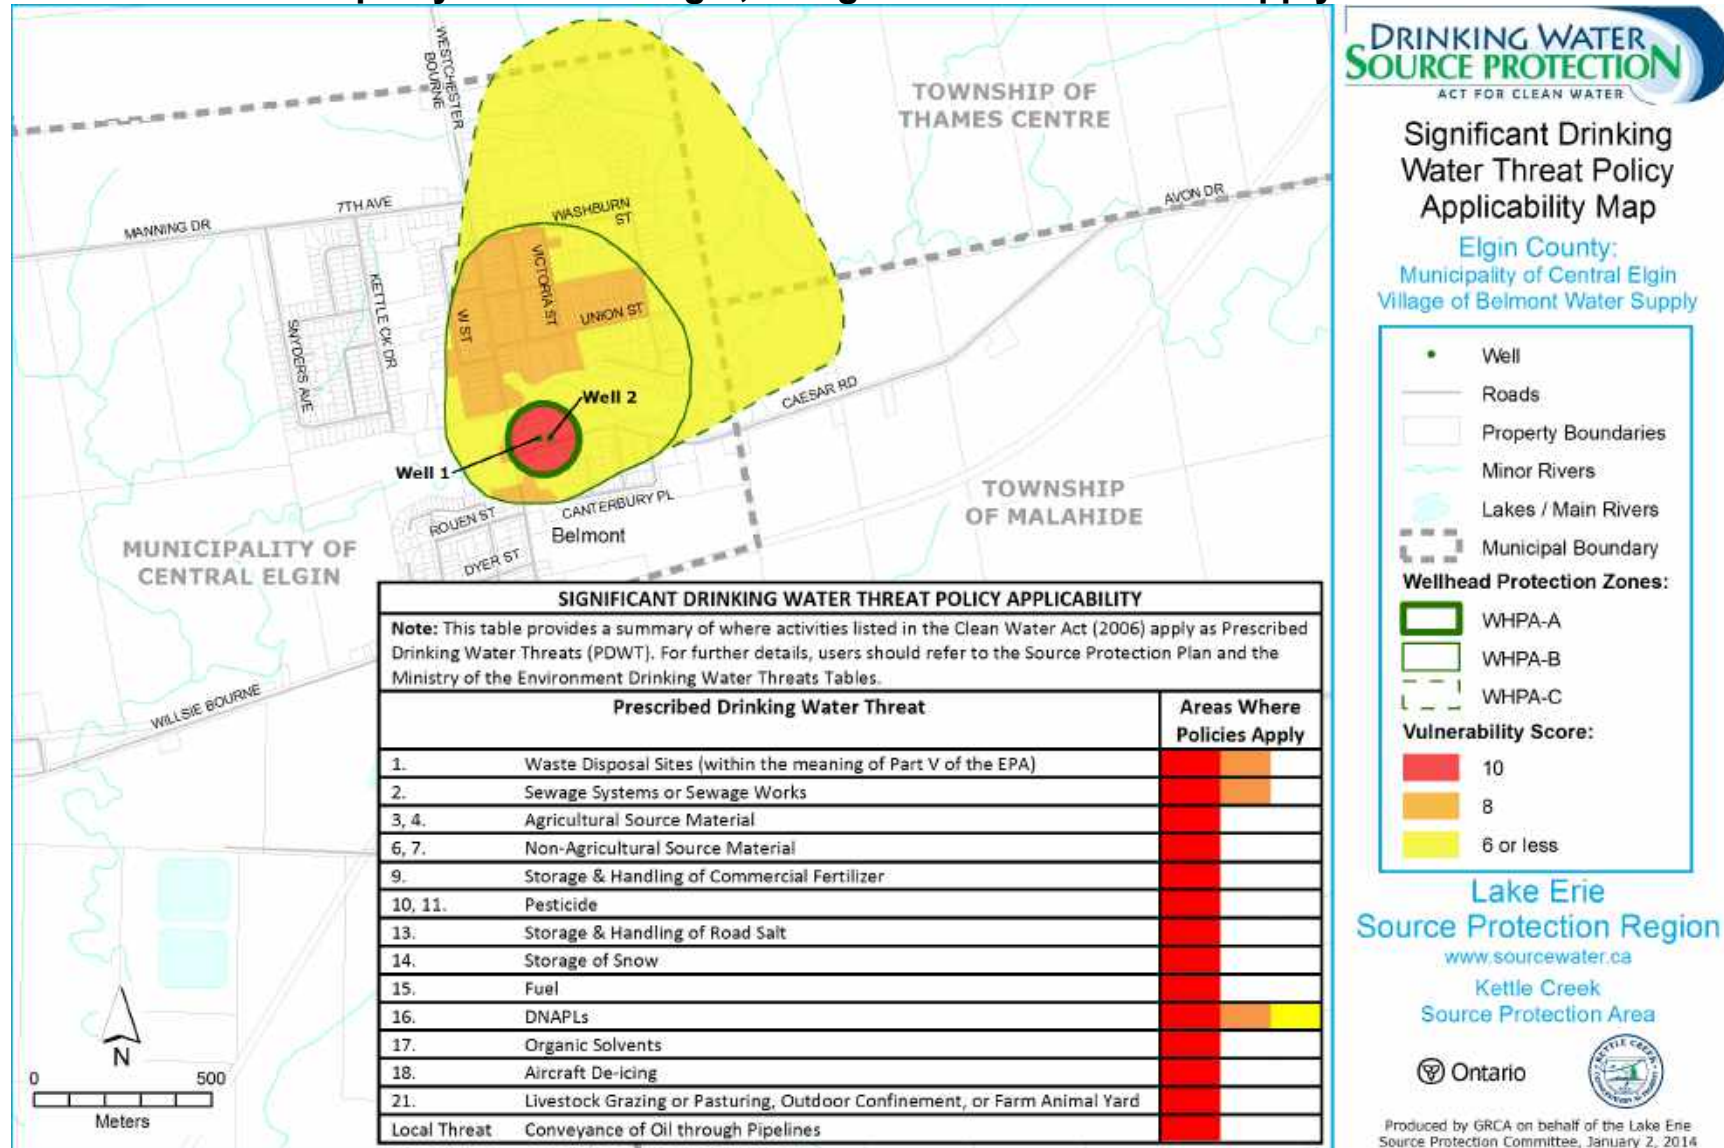 WESTCHESTER
BOURNE
TOWNSHIP OF
THAMES CENTRE
AVON DR
7TH AVE
MANNING DR
WASHBURN
ST
VICTORIA ST
KETTLE CK DR
W ST
UNION ST
SNYDERS AVE
CAESAR RD
Well 2
Well 1
TOWNSHIP
OF MALAHIDE
ROUEN ST
CANTERBURY PL
Belmont
MUNICIPALITY OF
CENTRAL ELGIN
DYER ST
WILLSIE BOURNE
N
0 500
Meters
SIGNIFICANT DRINKING WATER THREAT POLICY APPLICABILITY
Note: This table provides a summary of where activities listed in the Clean Water Act (2006) apply as Prescribed
Drinking Water Threats (PDWT). For further details, users should refer to the Source Protection Plan and the
Ministry of the Environment Drinking Water Threats Tables.
Prescribed Drinking Water Threat
Areas Where
Policies Apply
1. Waste Disposal Sites (within the meaning of Part V of the EPA)
2. Sewage Systems or Sewage Works
3, 4. Agricultural Source Material
6, 7. Non-Agricultural Source Material
9. Storage & Handling of Commercial Fertilizer
10, 11. Pesticide
13. Storage & Handling of Road Salt
14. Storage of Snow
15. Fuel
16. DNAPLs
17. Organic Solvents
18. Aircraft De-icing
21. Livestock Grazing or Pasturing, Outdoor Confinement, or Farm Animal Yard
Local Threat Conveyance of Oil through Pipelines
DRINKING WATER
SOURCE PROTECTION
ACT FOR CLEAN WATER
Significant Drinking
Water Threat Policy
Applicability Map
Elgin County:
Municipality of Central Elgin
Village of Belmont Water Supply
Well
Roads
Property Boundaries
Minor Rivers
Lakes / Main Rivers
Municipal Boundary
Wellhead Protection Zones:
WHPA-A
WHPA-B
WHPA-C
Vulnerability Score:
10
8
6 or less
Lake Erie
Source Protection Region
www.sourcewater.ca
Kettle Creek
Source Protection Area
Ontario
Produced by GRCA on behalf of the Lake Erie
Source Protection Committee, January 2, 2014